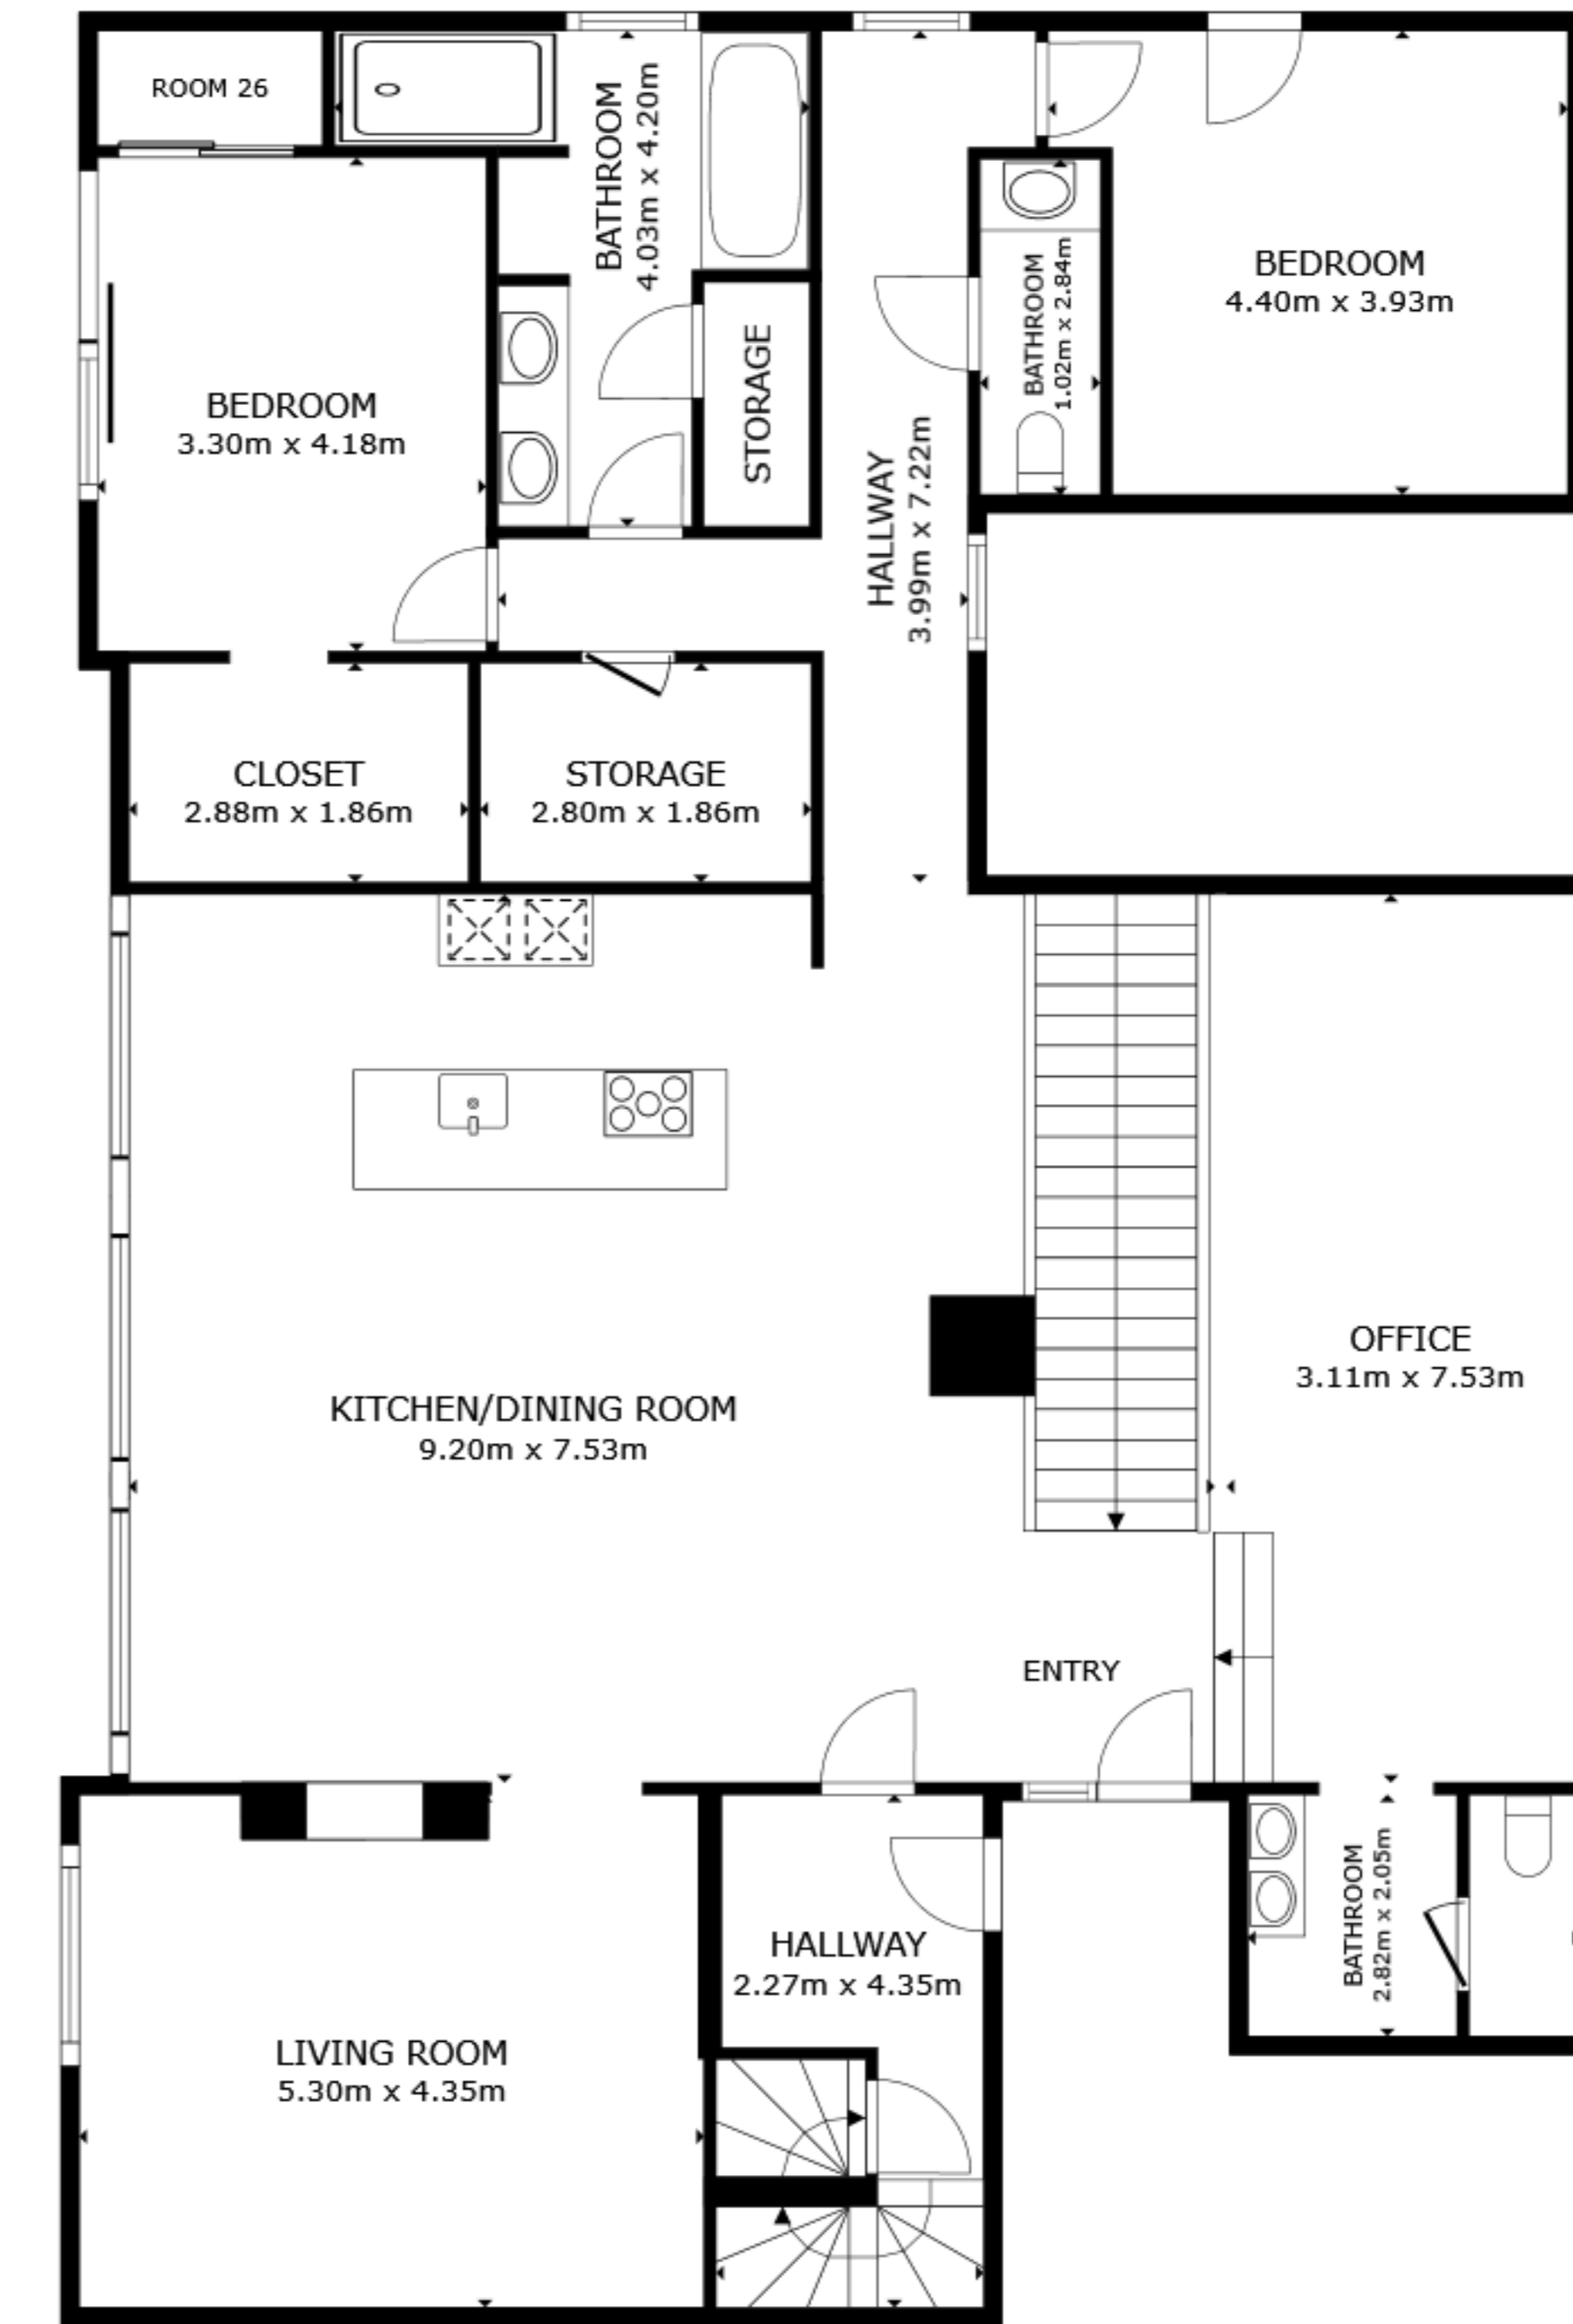 ROOM 26
BATHROOM
4.03m x 4.20m
BEDROOM
4.40m x 3.93m
BATHROOM
1.02m x 2.84m
BEDROOM
3.30m x 4.18m
STORAGE
HALLWAY
3.99m x 7.22m
CLOSET
2.88m x 1.86m
STORAGE
2.80m x 1.86m
OFFICE
3.11m x 7.53m
KITCHEN/DINING ROOM
9.20m x 7.53m
ENTRY
BATHROOM
2.82m x 2.05m
HALLWAY
2.27m x 4.35m
LIVING ROOM
5.30m x 4.35m